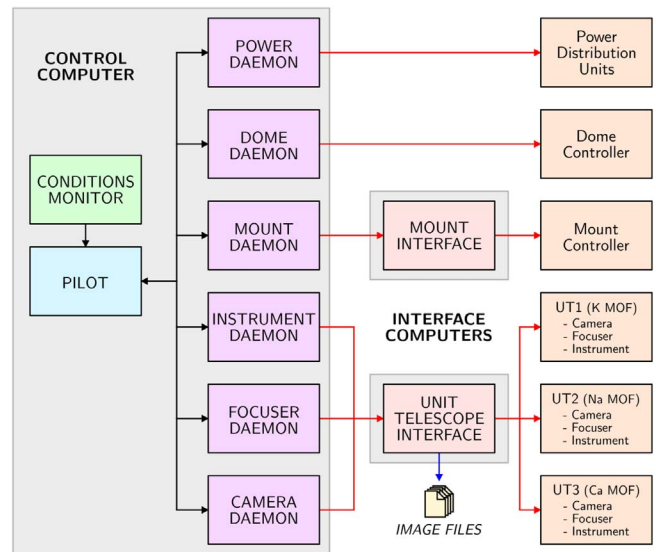 CONTROL
COMPUTER
CONDITIONS
MONITOR
PILOT
POWER
DAEMON
DOME
DAEMON
MOUNT
DAEMON
INSTRUMENT
DAEMON
FOCUSER
DAEMON
CAMERA
DAEMON
MOUNT
INTERFACE
INTERFACE
COMPUTERS
UNIT
TELESCOPE
INTERFACE
IMAGE FILES
Power
Distribution
Units
Dome
Controller
Mount
Controller
UT1 (K MOF)
- Camera
- Focuser
- Instrument
UT2 (Na MOF)
- Camera
- Focuser
- Instrument
UT3 (Ca MOF)
- Camera
- Focuser
- Instrument